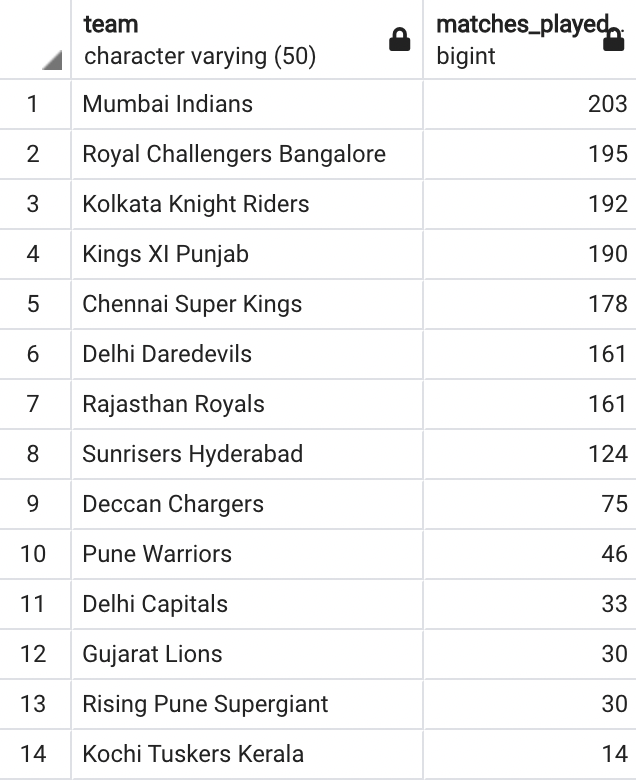 team matches_played
character varying (50) bigint
1 Mumbai Indians 203
2 Royal Challengers Bangalore 195
3 Kolkata Knight Riders 192
4 Kings XI Punjab 190
5 Chennai Super Kings 178
6 Delhi Daredevils 161
7 Rajasthan Royals 161
8 Sunrisers Hyderabad 124
9 Deccan Chargers 75
10 Pune Warriors 46
11 Delhi Capitals 33
12 Gujarat Lions 30
13 Rising Pune Supergiant 30
14 Kochi Tuskers Kerala 14